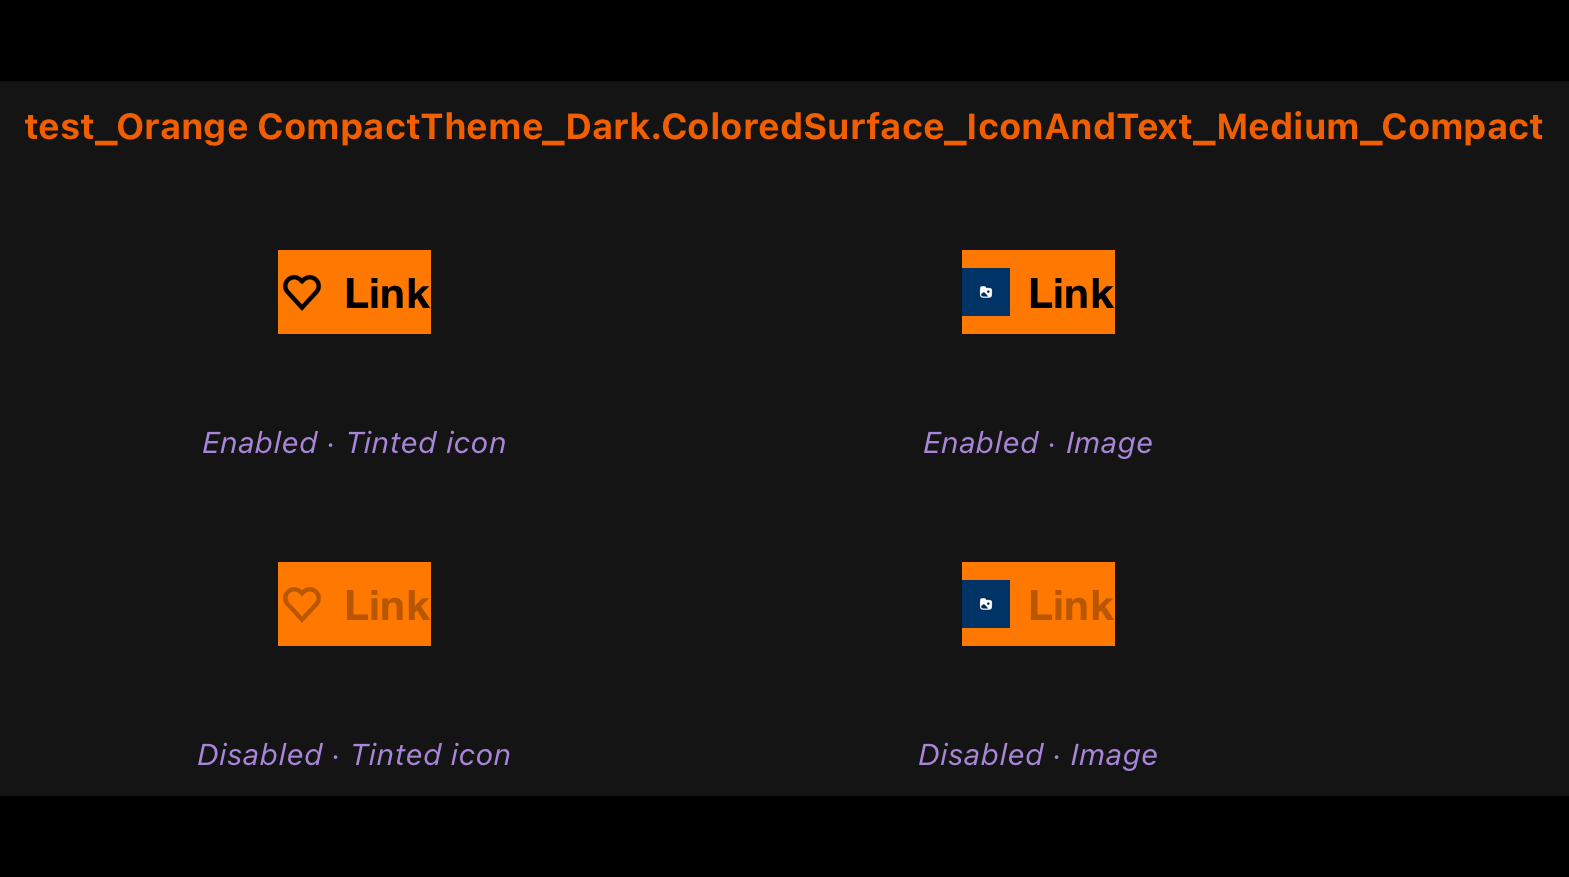 test_Orange CompactTheme_Dark.ColoredSurface_IconAndText_Medium_Compact
Link
Link
Enabled · Tinted icon
Enabled · Image
Link
Link
Disabled · Tinted icon
Disabled · Image